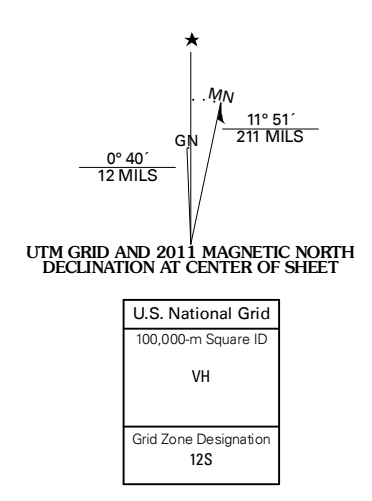 ★
MN
11° 51´
211 MILS
GN
0° 40´
12 MILS
UTM GRID AND 2011 MAGNETIC NORTH
DECLINATION AT CENTER OF SHEET
U.S. National Grid
100,000-m Square ID
VH
Grid Zone Designation
12S